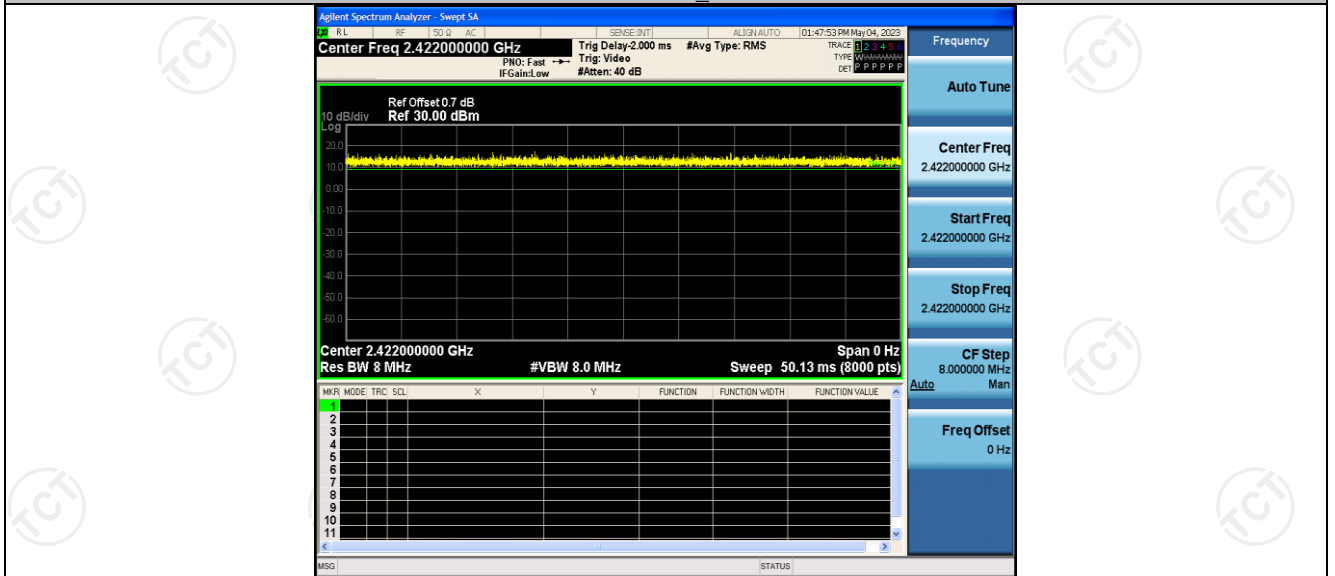 Agilent Spectrum Analyzer - Swept SA
RL RF 50 Ω AC SENSE:INT ALIGN AUTO 01:47:53 PM May 04, 2023
Center Freq 2.422000000 GHz
Trig Delay-2.000 ms #Avg Type: RMS
TRACE 1 2 3 4 5 6
PNO: Fast Trig: Video
TYPE W
IFGain:Low #Atten: 40 dB
DET P P P P P P
Ref Offset 0.7 dB
10 dB/div Ref 30.00 dBm
Log
20.0
10.0
0.00
-10.0
-20.0
-30.0
-40.0
-50.0
-60.0
Center 2.422000000 GHz Span 0 Hz
Res BW 8 MHz #VBW 8.0 MHz Sweep 50.13 ms (8000 pts)
MKR MODE TRC SCL X Y FUNCTION FUNCTION WIDTH FUNCTION VALUE
1
2
3
4
5
6
7
8
9
10
11
MSG STATUS
Frequency
Auto Tune
Center Freq
2.422000000 GHz
Start Freq
2.422000000 GHz
Stop Freq
2.422000000 GHz
CF Step
8.000000 MHz
Auto Man
Freq Offset
0 Hz
TCT
TCT
TCT
TCT
TCT
TCT
TCT
TCT